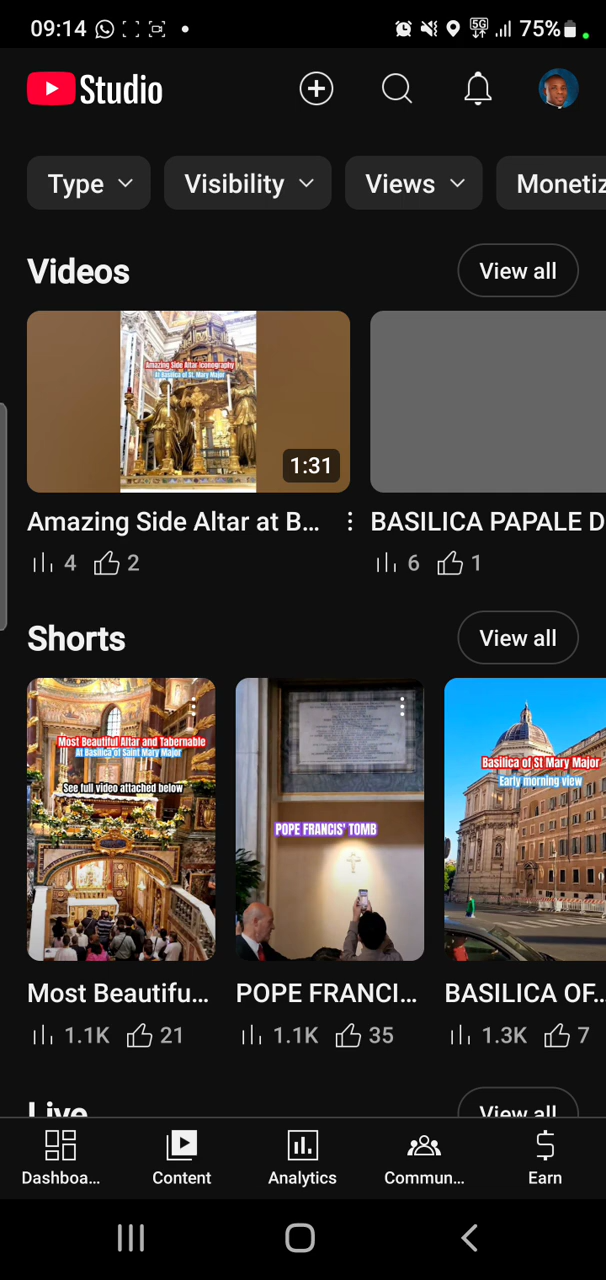 09:14
5G
75%
Studio
Type
Visibility
Views
Monetiz
Videos
View all
Amazing Side Altar Iconography
At Basilica of St. Mary Major
1:31
Amazing Side Altar at B...
BASILICA PAPALE D
4
2
6
1
Shorts
View all
Most Beautiful Altar and Tabernable
At Basilica of Saint Mary Major
See full video attached below
POPE FRANCIS' TOMB
Basilica of St Mary Major
Early morning view
Most Beautifu...
POPE FRANCI...
BASILICA OF...
1.1K
21
1.1K
35
1.3K
7
Live
View all
Dashboa...
Content
Analytics
Commun...
Earn